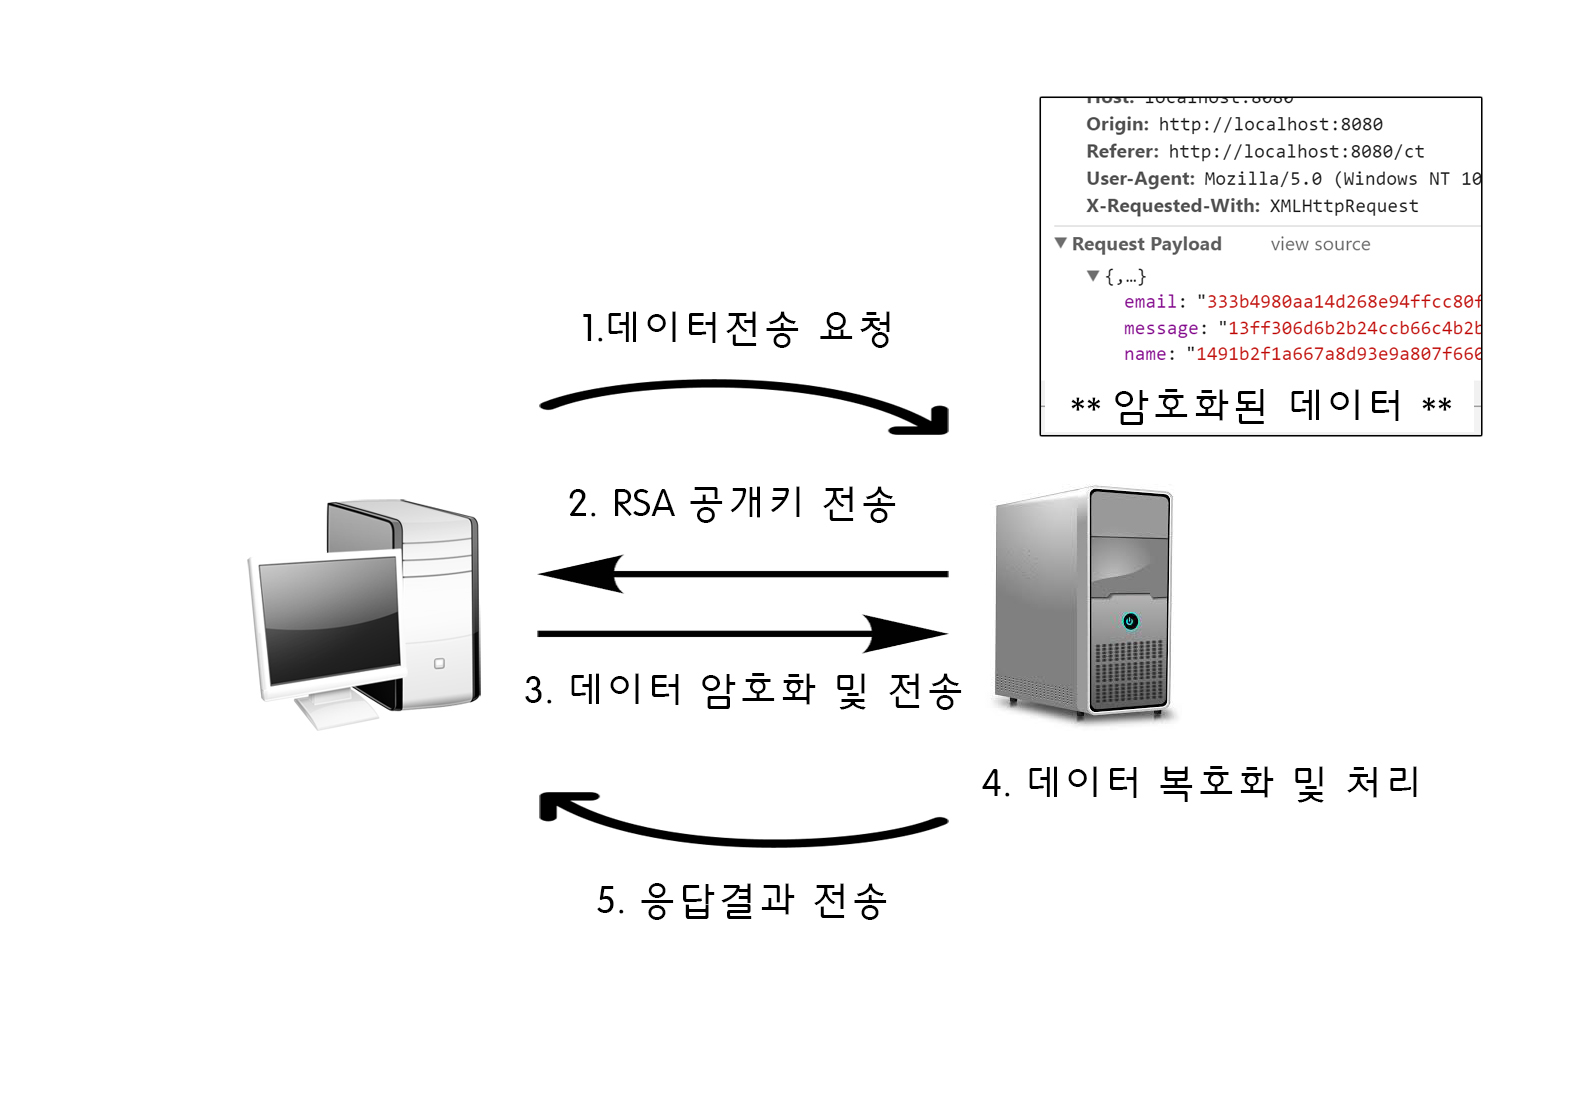 Host: localhost:8080
Origin: http://localhost:8080
Referer: http://localhost:8080/ct
User-Agent: Mozilla/5.0 (Windows NT 10
X-Requested-With: XMLHttpRequest
▼ Request Payload view source
▼ {,…}
email: "333b4980aa14d268e94ffcc80f
message: "13ff306d6b2b24ccb66c4b2b
name: "1491b2f1a667a8d93e9a807f660
** 암호화된 데이터 **
1.데이터전송 요청
2. RSA 공개키 전송
3. 데이터 암호화 및 전송
4. 데이터 복호화 및 처리
5. 응답결과 전송